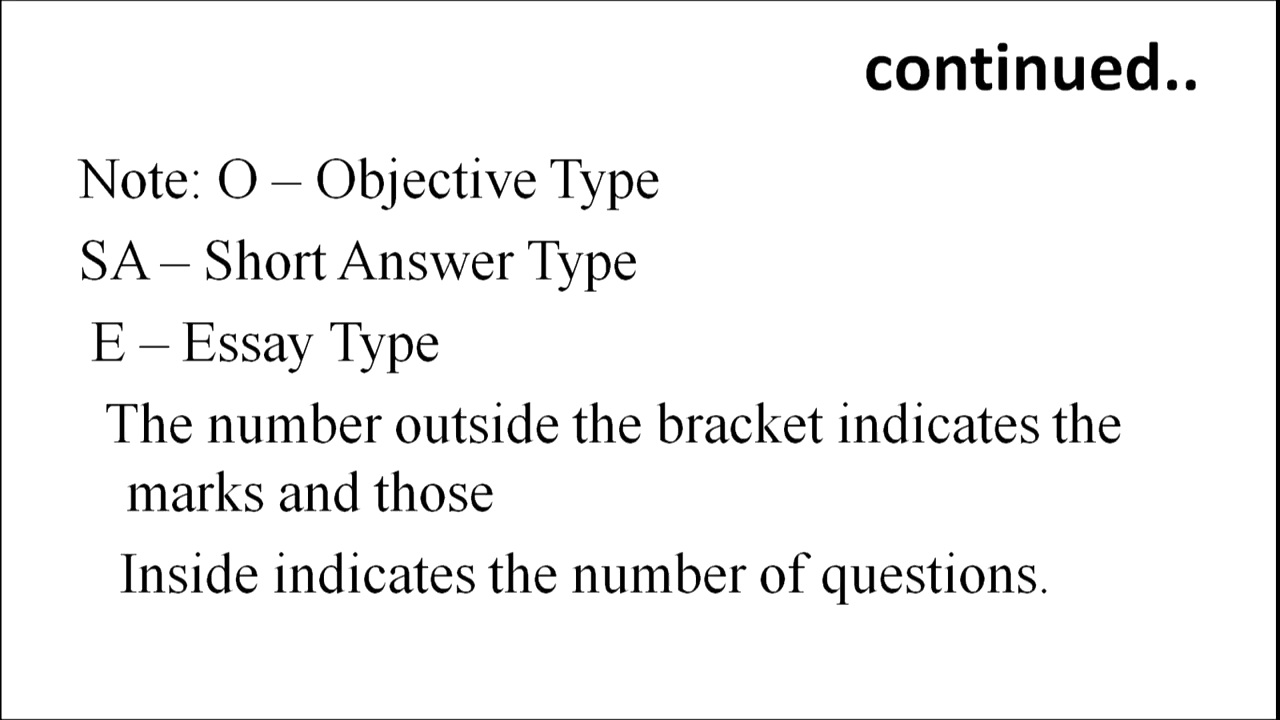 continued..
Note: O – Objective Type
SA – Short Answer Type
E – Essay Type
The number outside the bracket indicates the
marks and those
Inside indicates the number of questions.